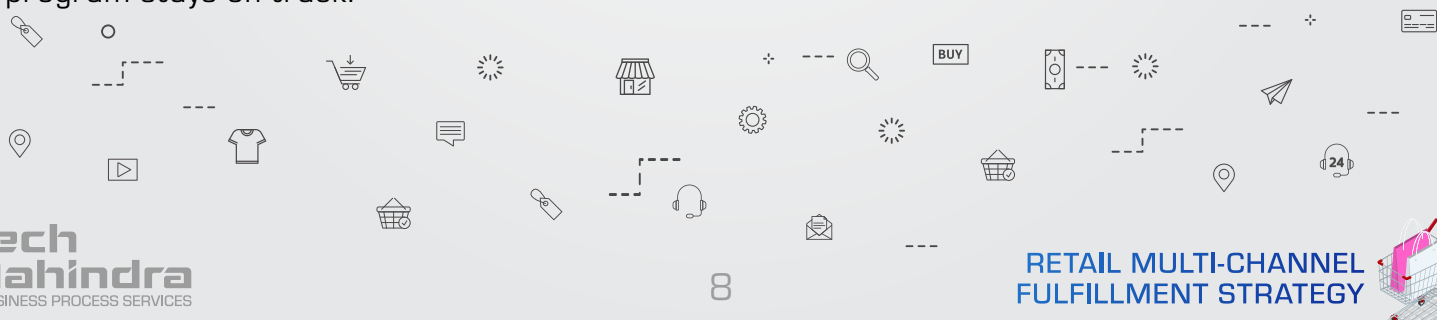 program stays on track.
BUY
24
ech
ahindra
SINESS PROCESS SERVICES
8
RETAIL MULTI-CHANNEL
FULFILLMENT STRATEGY